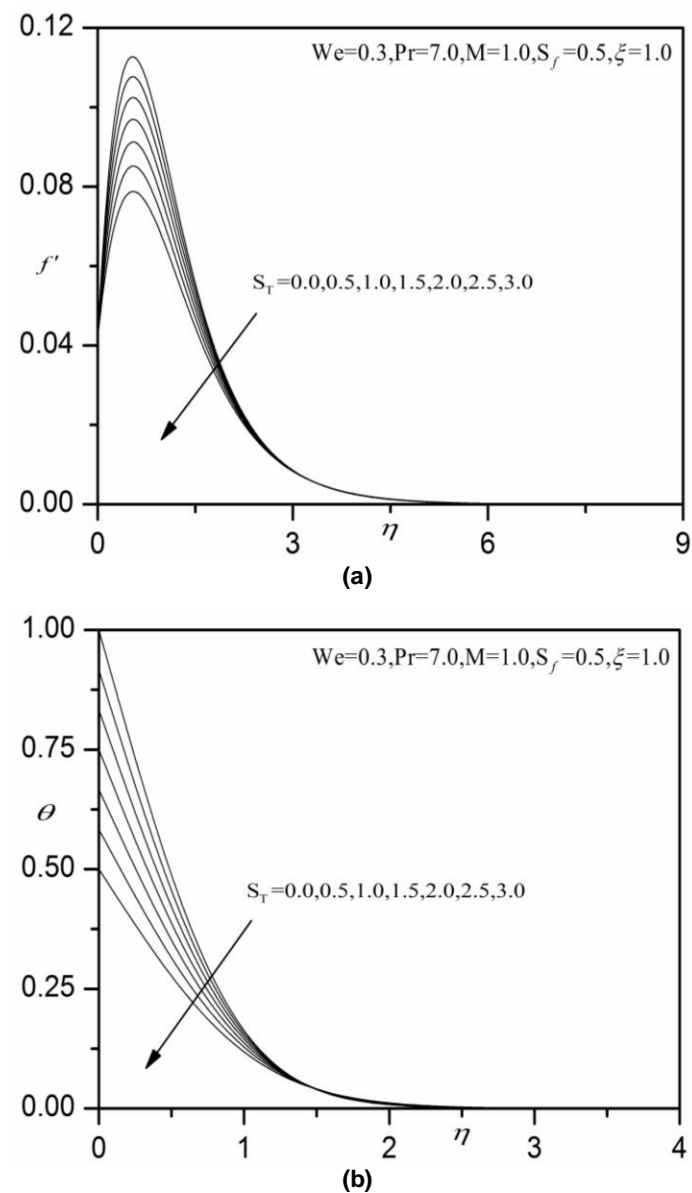 0.12
We=0.3,Pr=7.0,M=1.0,S_f=0.5,ξ=1.0
0.08
f'
S_T=0.0,0.5,1.0,1.5,2.0,2.5,3.0
0.04
0.00
0 3 η 6 9
(a)
1.00
We=0.3,Pr=7.0,M=1.0,S_f=0.5,ξ=1.0
0.75
θ
0.50
S_T=0.0,0.5,1.0,1.5,2.0,2.5,3.0
0.25
0.00
0 1 2 η 3 4
(b)